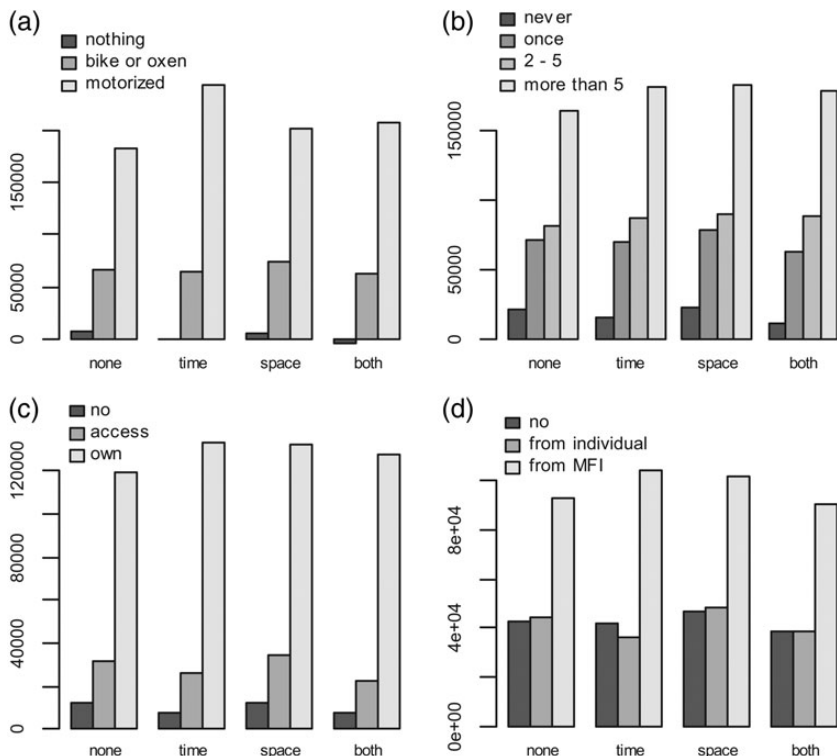 (a)
nothing
bike or oxen
motorized
150000
50000
0
none time space both
(b)
never
once
2 - 5
more than 5
150000
50000
0
none time space both
(c)
no
access
own
120000
80000
40000
0
none time space both
(d)
no
from individual
from MFI
8e+04
4e+04
0e+00
none time space both